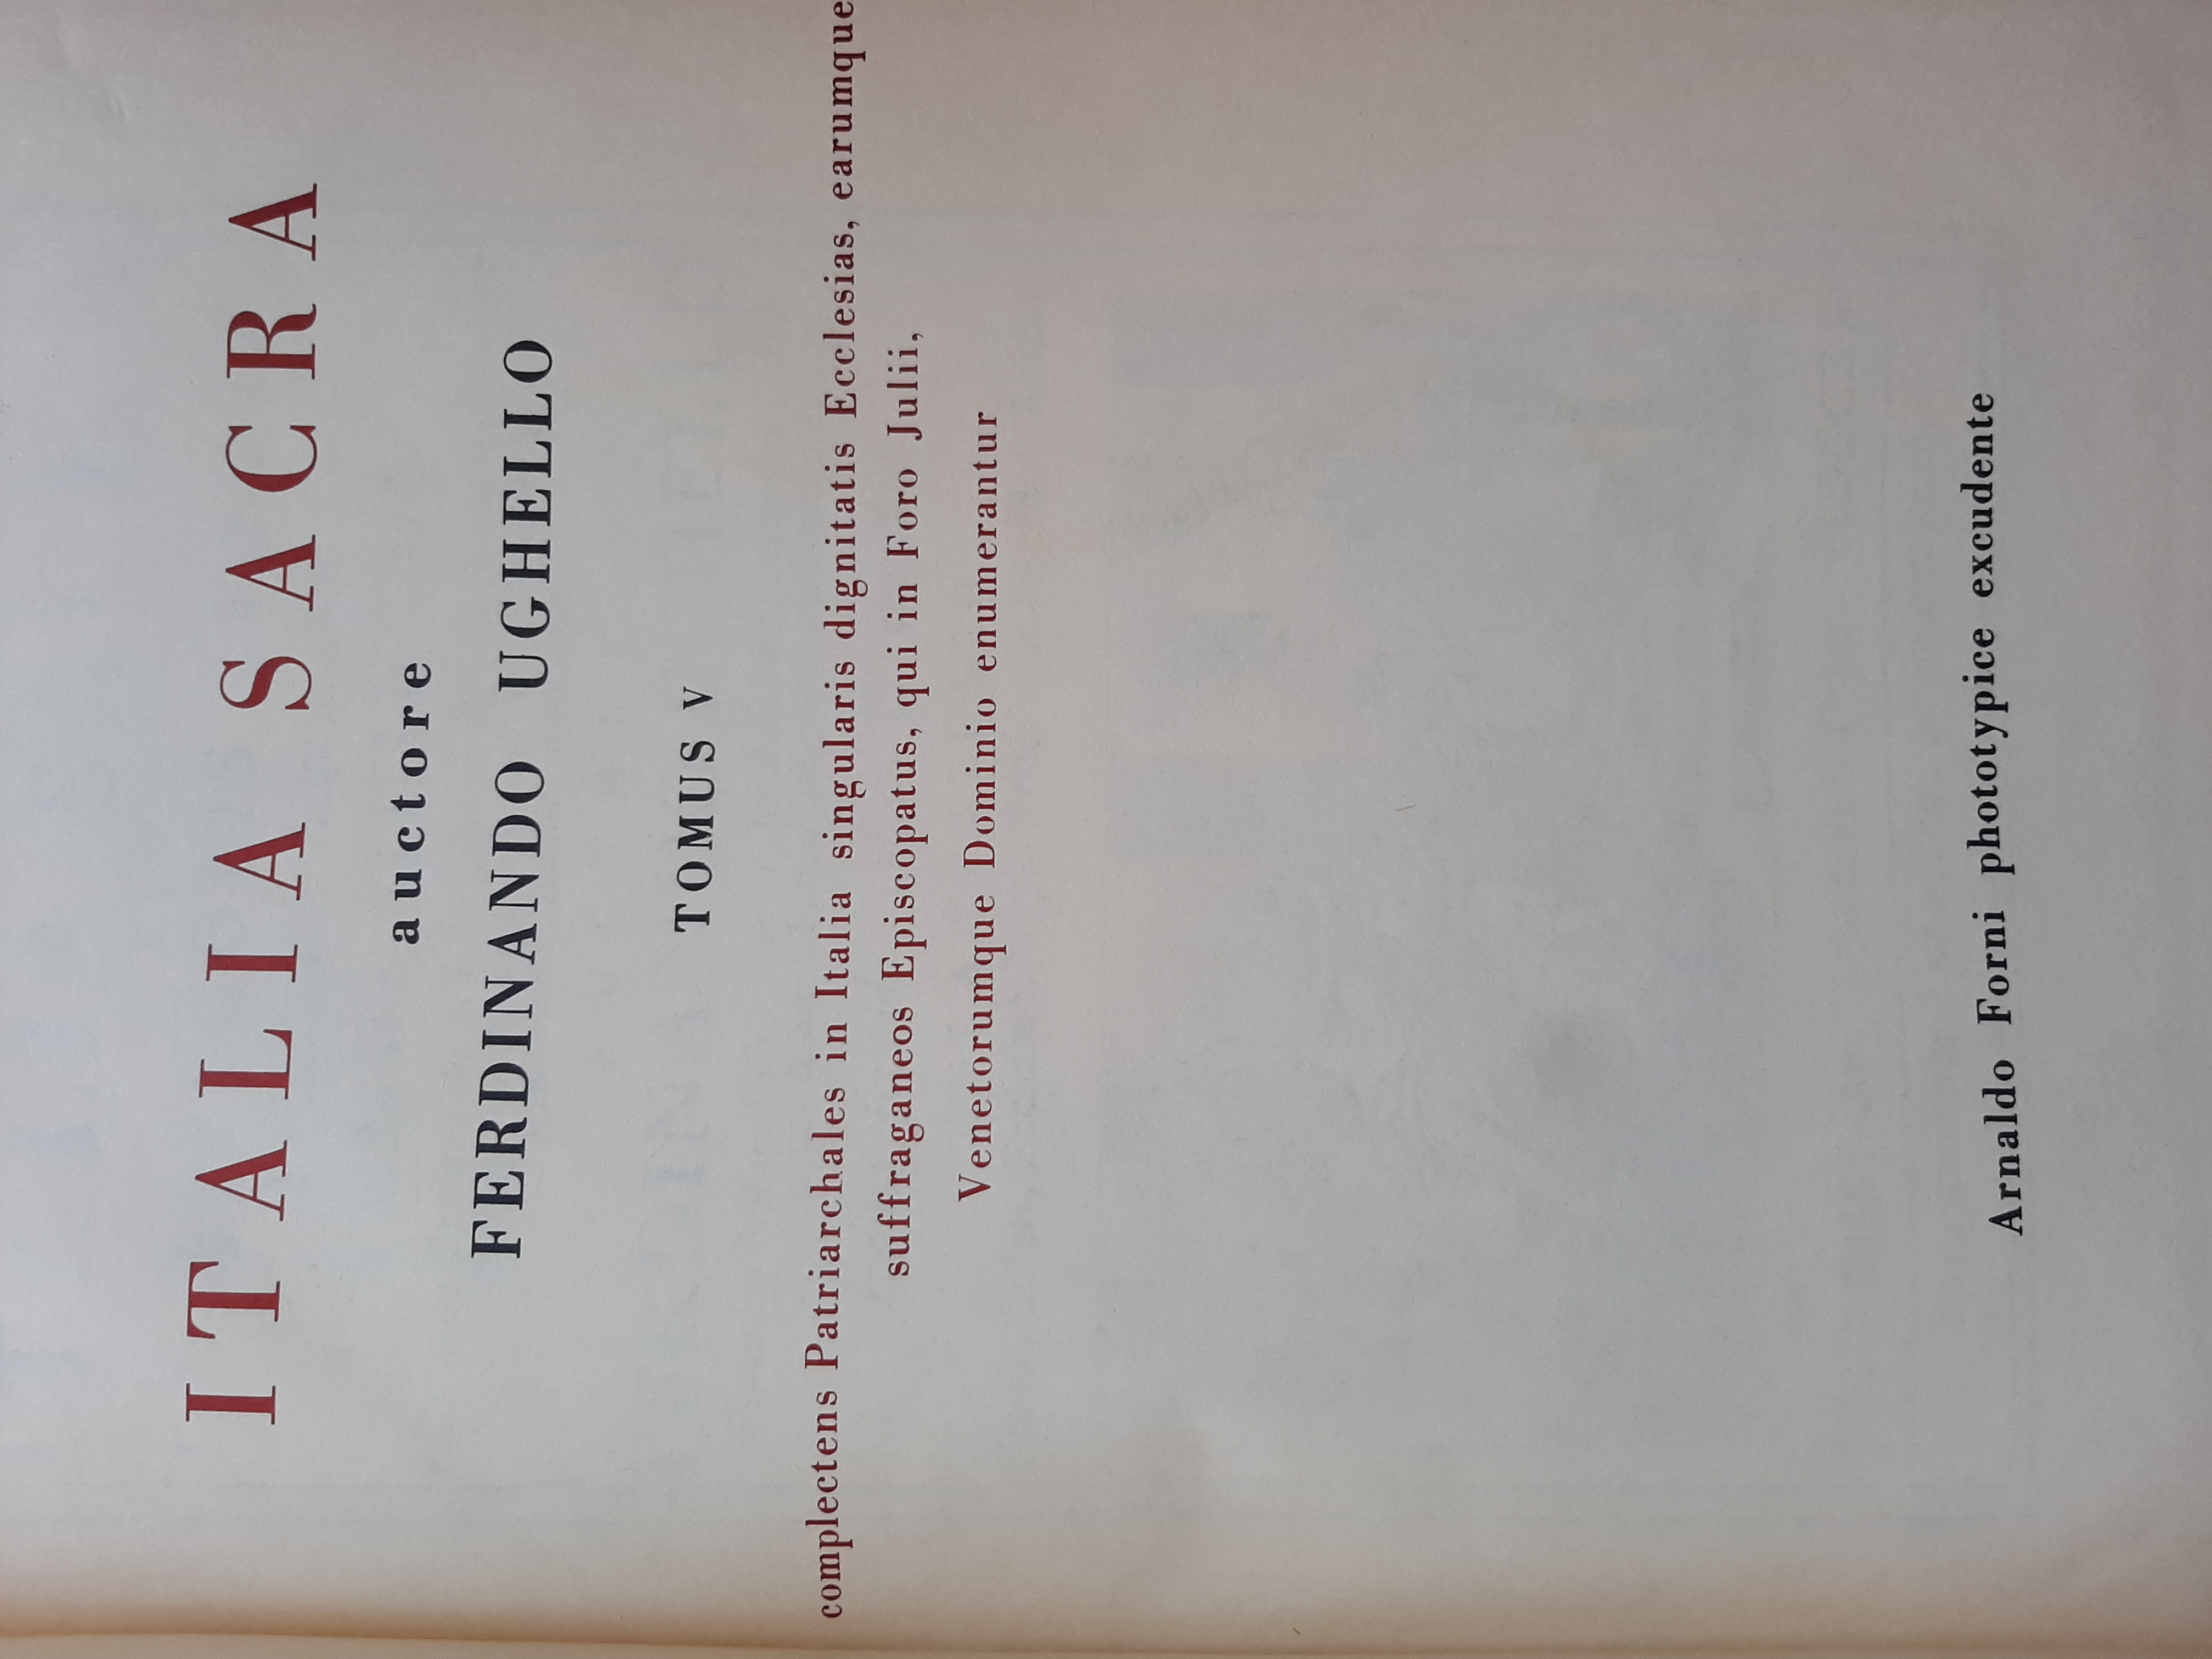 ITALIA SACRA
auctore
FERDINANDO UGHELLO
TOMUS V
complectens Patriarchales in Italia singularis dignitatis Ecclesias, earumque
suffraganeos Episcopatus, qui in Foro Julii,
Venetorumque Dominio enumerantur
Arnaldo Forni phototypice excudente